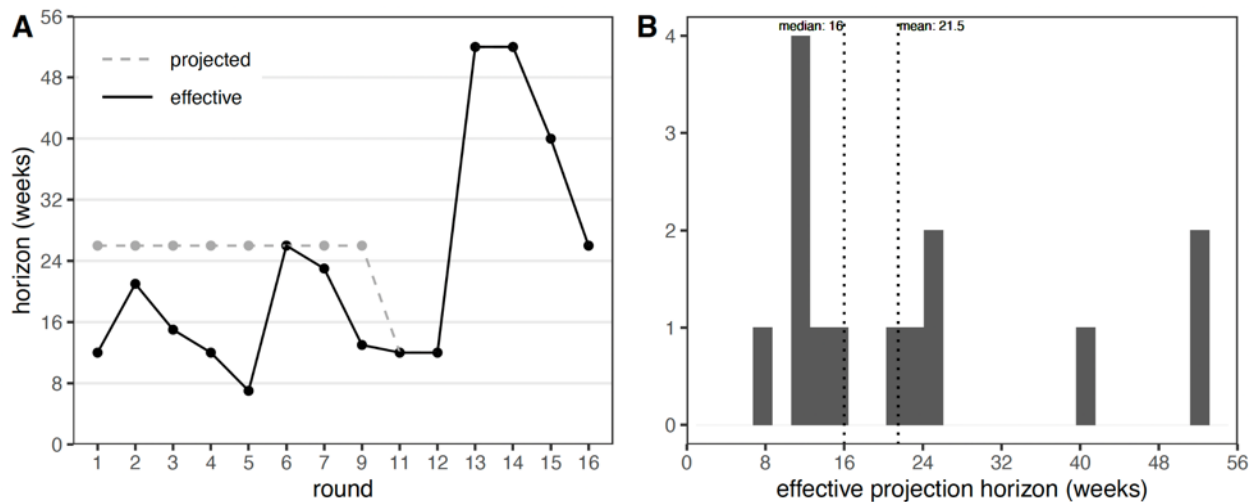 A
horizon (weeks)
56
48
40
32
24
16
8
0
projected
effective
1 2 3 4 5 6 7 9 11 12 13 14 15 16
round
B
median: 16
mean: 21.5
4
3
2
1
0
0 8 16 24 32 40 48 56
effective projection horizon (weeks)